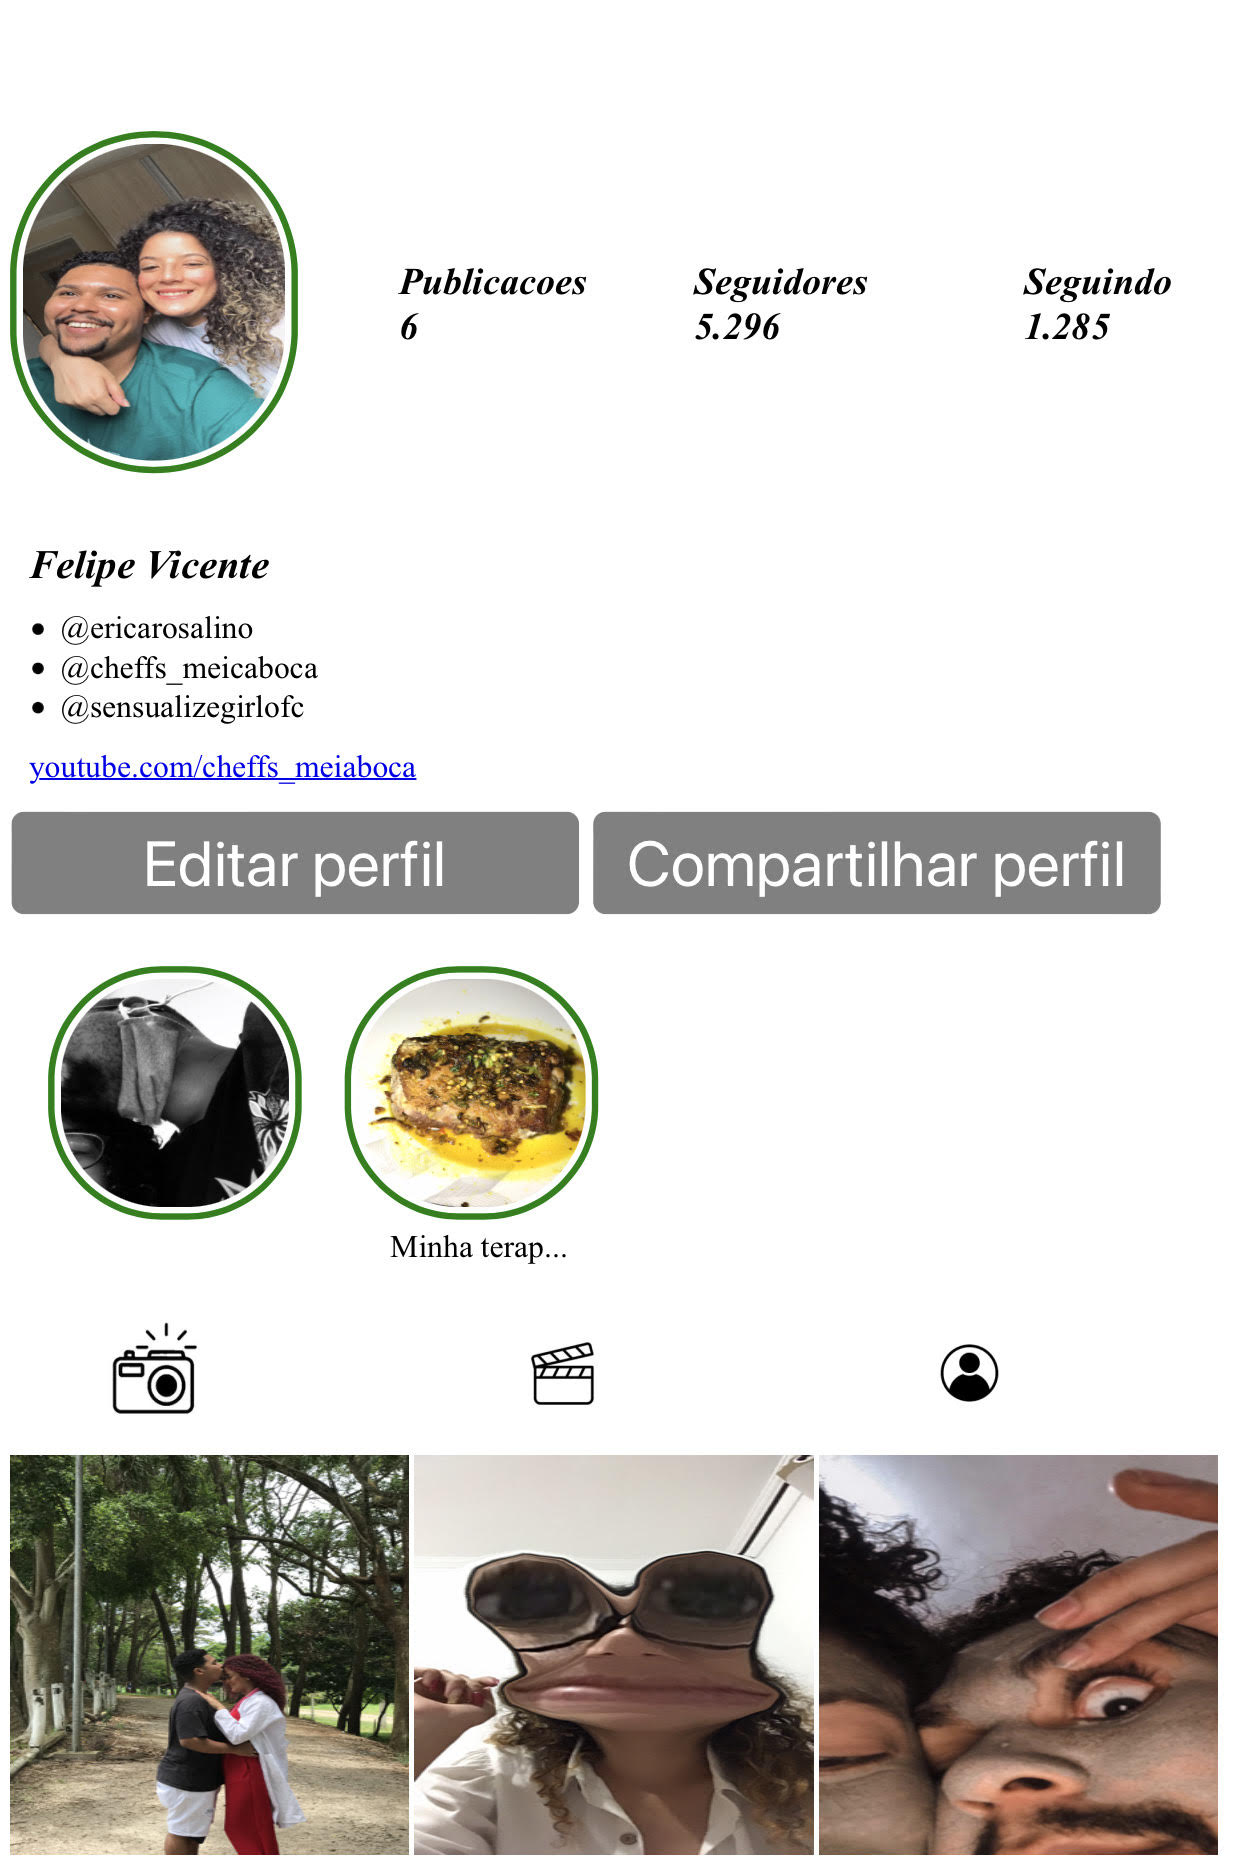 Publicacoes Seguidores Seguindo
6 5.296 1.285
Felipe Vicente
@ericarosalino
@cheffs_meicaboca
@sensualizegirlofc
youtube.com/cheffs_meiaboca
Editar perfil Compartilhar perfil
Minha terap...